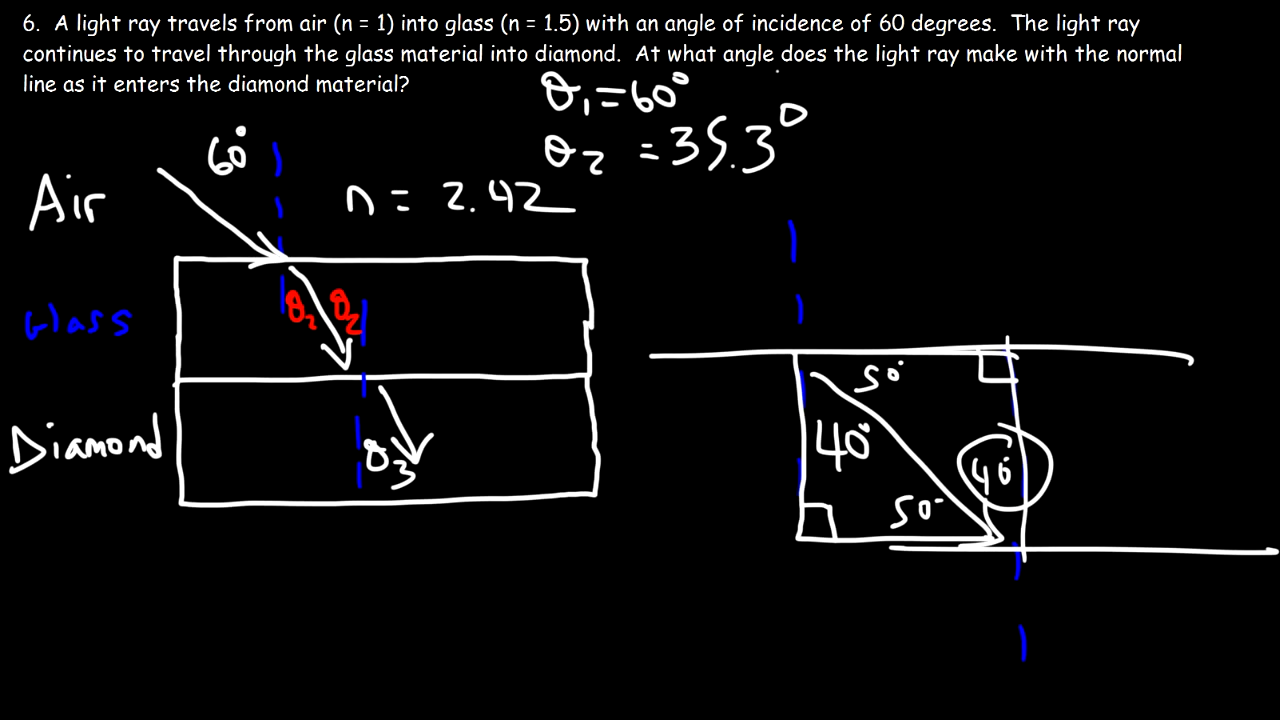 6. A light ray travels from air (n = 1) into glass (n = 1.5) with an angle of incidence of 60 degrees. The light ray
continues to travel through the glass material into diamond. At what angle does the light ray make with the normal
line as it enters the diamond material?
θ₁ = 60°
θ₂ = 35.3°
60°
Air
n = 2.42
Glass
θ₂ θ₂
Diamond
θ₃
50°
40°
40°
50°